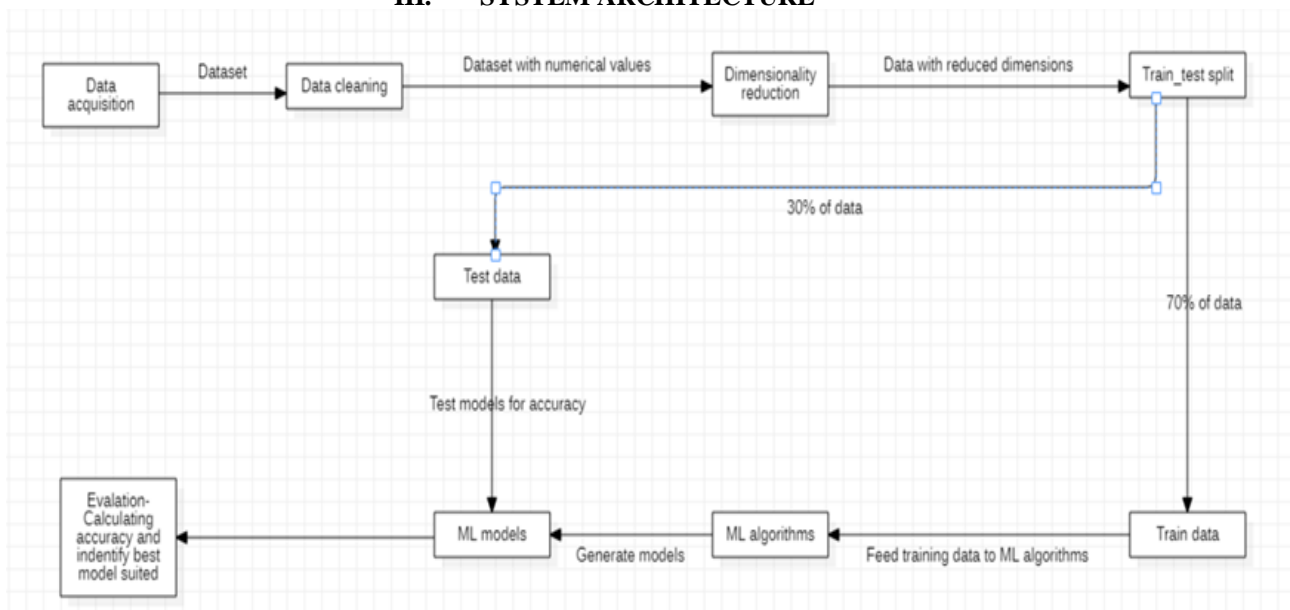 III. SYSTEM ARCHITECTURE
Data
acquisition
Dataset
Data cleaning
Dataset with numerical values
Dimensionality
reduction
Data with reduced dimensions
Train_test split
30% of data
Test data
70% of data
Test models for accuracy
Evalation-
Calculating
accuracy and
indentify best
model suited
ML models
Generate models
ML algorithms
Feed training data to ML algorithms
Train data